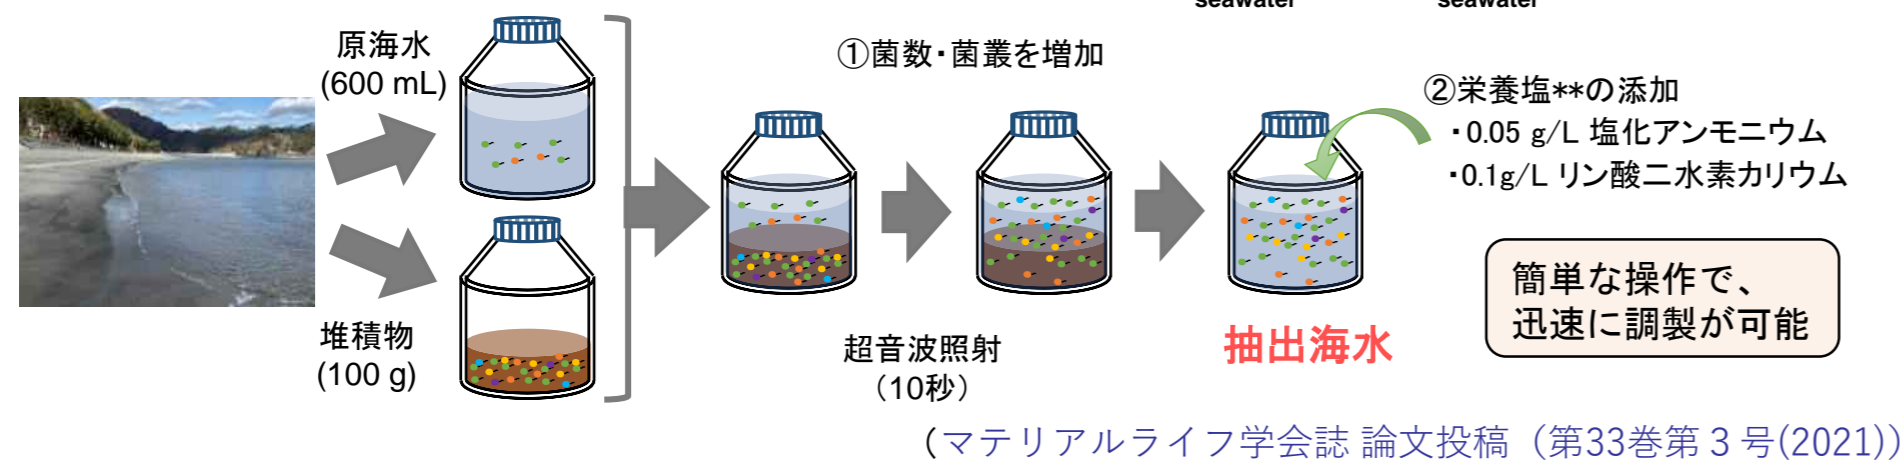 seawater
seawater
原海水
(600 mL)
①菌数・菌叢を増加
②栄養塩**の添加
・0.05 g/L 塩化アンモニウム
・0.1g/L リン酸二水素カリウム
簡単な操作で、
迅速に調製が可能
堆積物
(100 g)
超音波照射
（10秒）
抽出海水
(マテリアルライフ学会誌 論文投稿（第33巻第３号(2021))